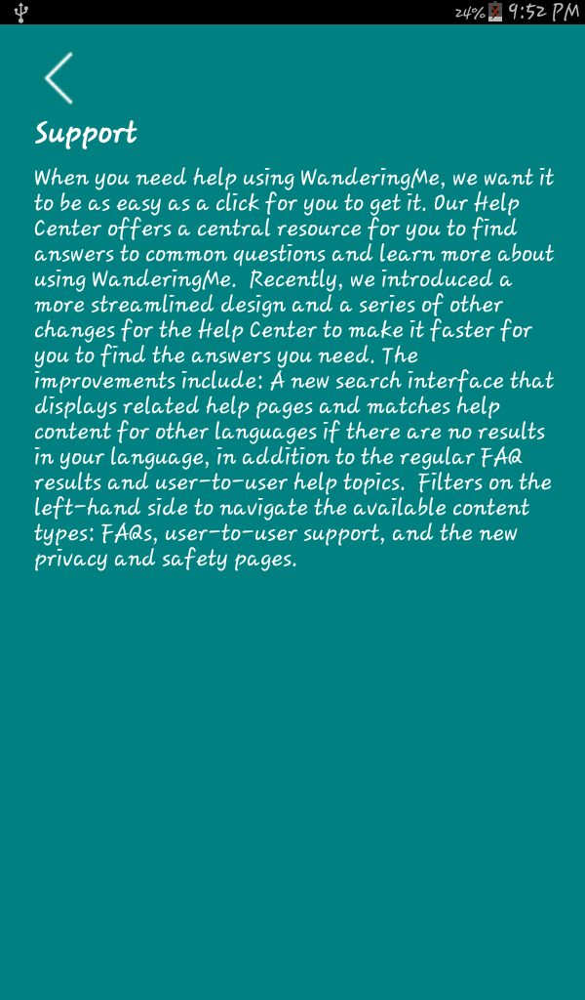 24% 9:52 PM
Support
When you need help using WanderingMe, we want it
to be as easy as a click for you to get it. Our Help
Center offers a central resource for you to find
answers to common questions and learn more about
using WanderingMe.  Recently, we introduced a
more streamlined design and a series of other
changes for the Help Center to make it faster for
you to find the answers you need. The
improvements include: A new search interface that
displays related help pages and matches help
content for other languages if there are no results
in your language, in addition to the regular FAQ
results and user-to-user help topics.  Filters on the
left-hand side to navigate the available content
types: FAQs, user-to-user support, and the new
privacy and safety pages.